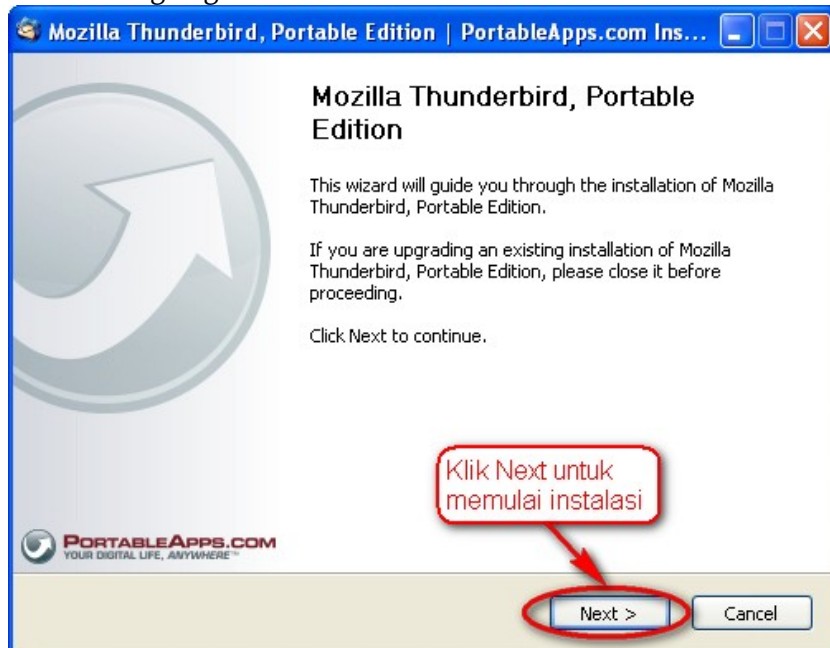 Mozilla Thunderbird, Portable Edition | PortableApps.com Ins...
Mozilla Thunderbird, Portable
Edition
This wizard will guide you through the installation of Mozilla
Thunderbird, Portable Edition.
If you are upgrading an existing installation of Mozilla
Thunderbird, Portable Edition, please close it before
proceeding.
Click Next to continue.
Klik Next untuk
memulai instalasi
PORTABLEAPPS.COM
YOUR DIGITAL LIFE, ANYWHERE™
Next >
Cancel